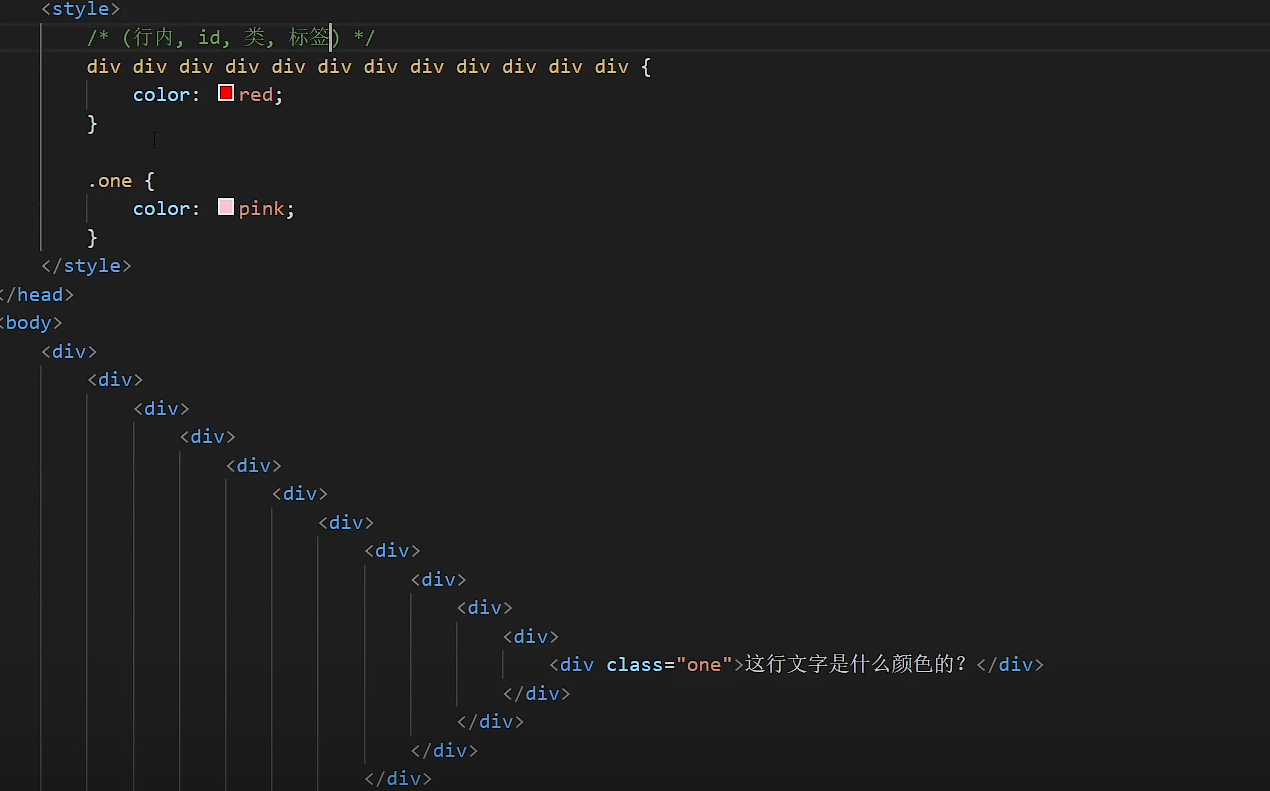 <style>
/* (行内, id, 类, 标签) */
div div div div div div div div div div div div {
color: red;
}
.one {
color: pink;
}
</style>
</head>
<body>
<div>
<div>
<div>
<div>
<div>
<div>
<div>
<div>
<div>
<div>
<div>
<div class="one">这行文字是什么颜色的？</div>
</div>
</div>
</div>
</div>